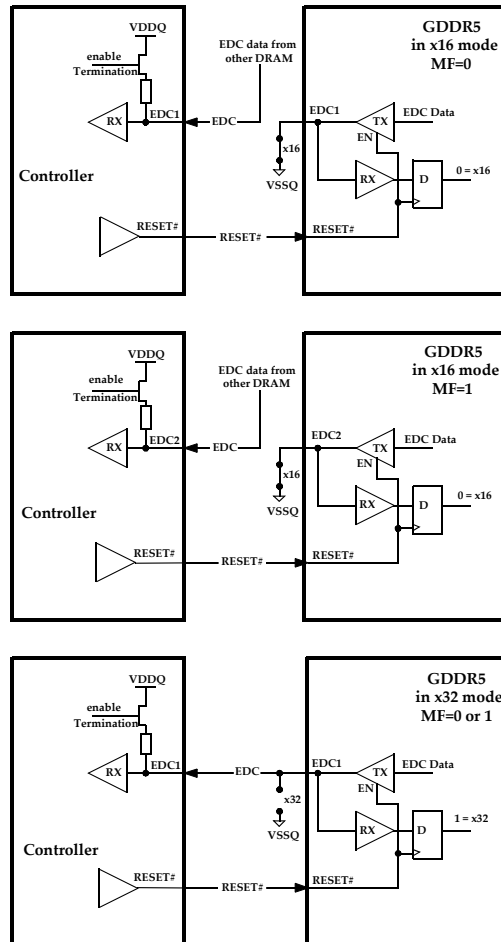 VDDQ
enable
Termination
RX
EDC1
EDC
EDC data from
other DRAM
Controller
RESET#
RESET#
GDDR5
in x16 mode
MF=0
EDC1
TX
EDC Data
EN
x16
VSSQ
RX
D
0 = x16
RESET#
VDDQ
enable
Termination
RX
EDC2
EDC
EDC data from
other DRAM
Controller
RESET#
RESET#
GDDR5
in x16 mode
MF=1
EDC2
TX
EDC Data
EN
x16
VSSQ
RX
D
0 = x16
RESET#
VDDQ
enable
Termination
RX
EDC1
EDC
Controller
RESET#
RESET#
GDDR5
in x32 mode
MF=0 or 1
EDC1
TX
EDC Data
EN
x32
VSSQ
RX
D
1 = x32
RESET#